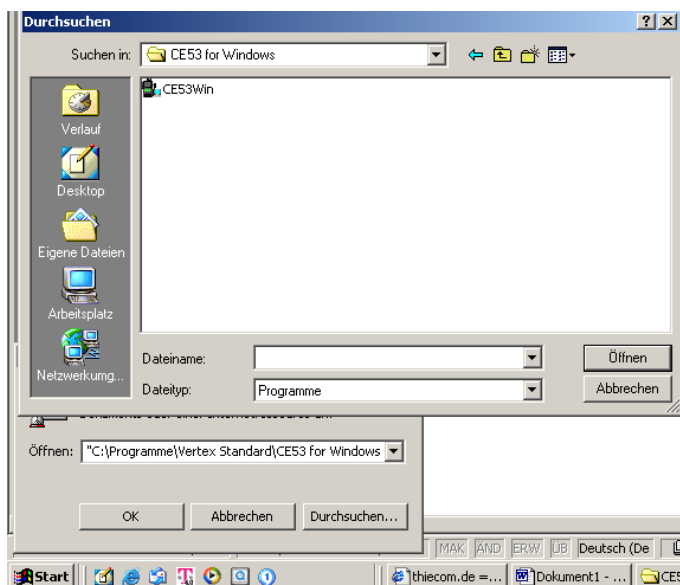 Durchsuchen
Suchen in: CE53 for Windows
CE53Win
Verlauf
Desktop
Eigene Dateien
Arbeitsplatz
Netzwerkumg...
Dateiname:
Öffnen
Dateityp: Programme
Abbrechen
Öffnen: "C:\Programme\Vertex Standard\CE53 for Windows
OK Abbrechen Durchsuchen...
MAK ÄND ERW ÜB Deutsch (De
Start thiecom.de =... Dokument1 - ... CE5